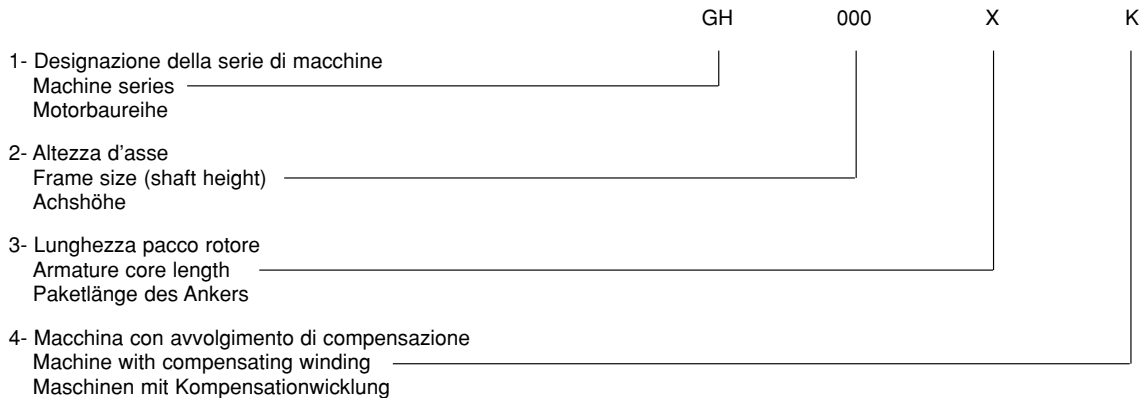 GH 000 X K
1- Designazione della serie di macchine
Machine series
Motorbaureihe
2- Altezza d'asse
Frame size (shaft height)
Achshöhe
3- Lunghezza pacco rotore
Armature core length
Paketlänge des Ankers
4- Macchina con avvolgimento di compensazione
Machine with compensating winding
Maschinen mit Kompensationwicklung